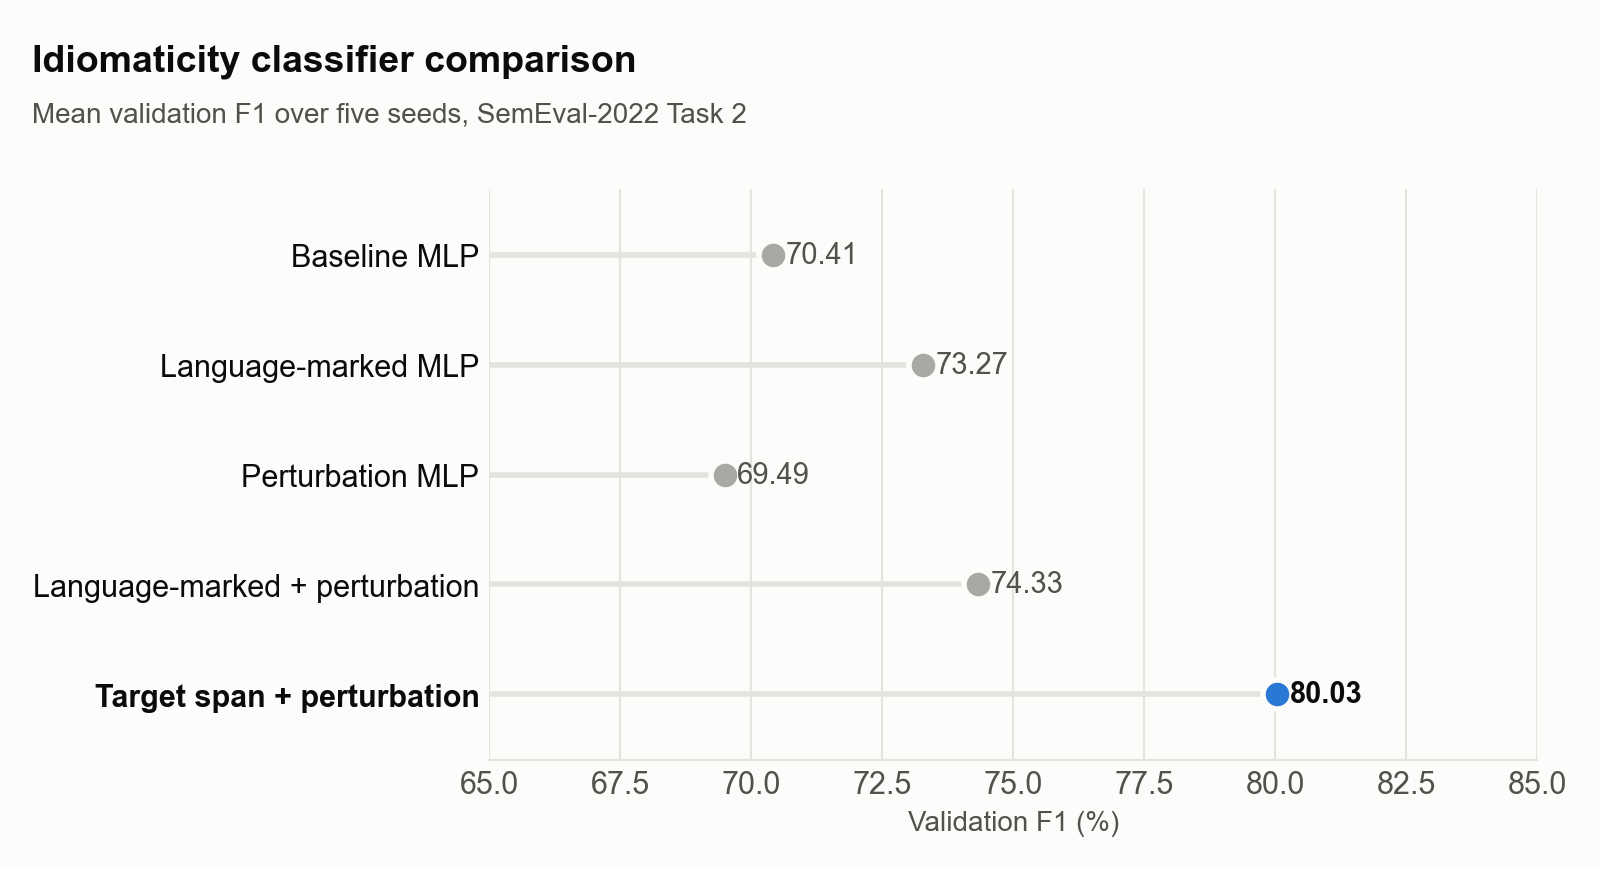 Idiomaticity classifier comparison
Mean validation F1 over five seeds, SemEval-2022 Task 2
Baseline MLP 70.41
Language-marked MLP 73.27
Perturbation MLP 69.49
Language-marked + perturbation 74.33
Target span + perturbation 80.03
65.0 67.5 70.0 72.5 75.0 77.5 80.0 82.5 85.0
Validation F1 (%)